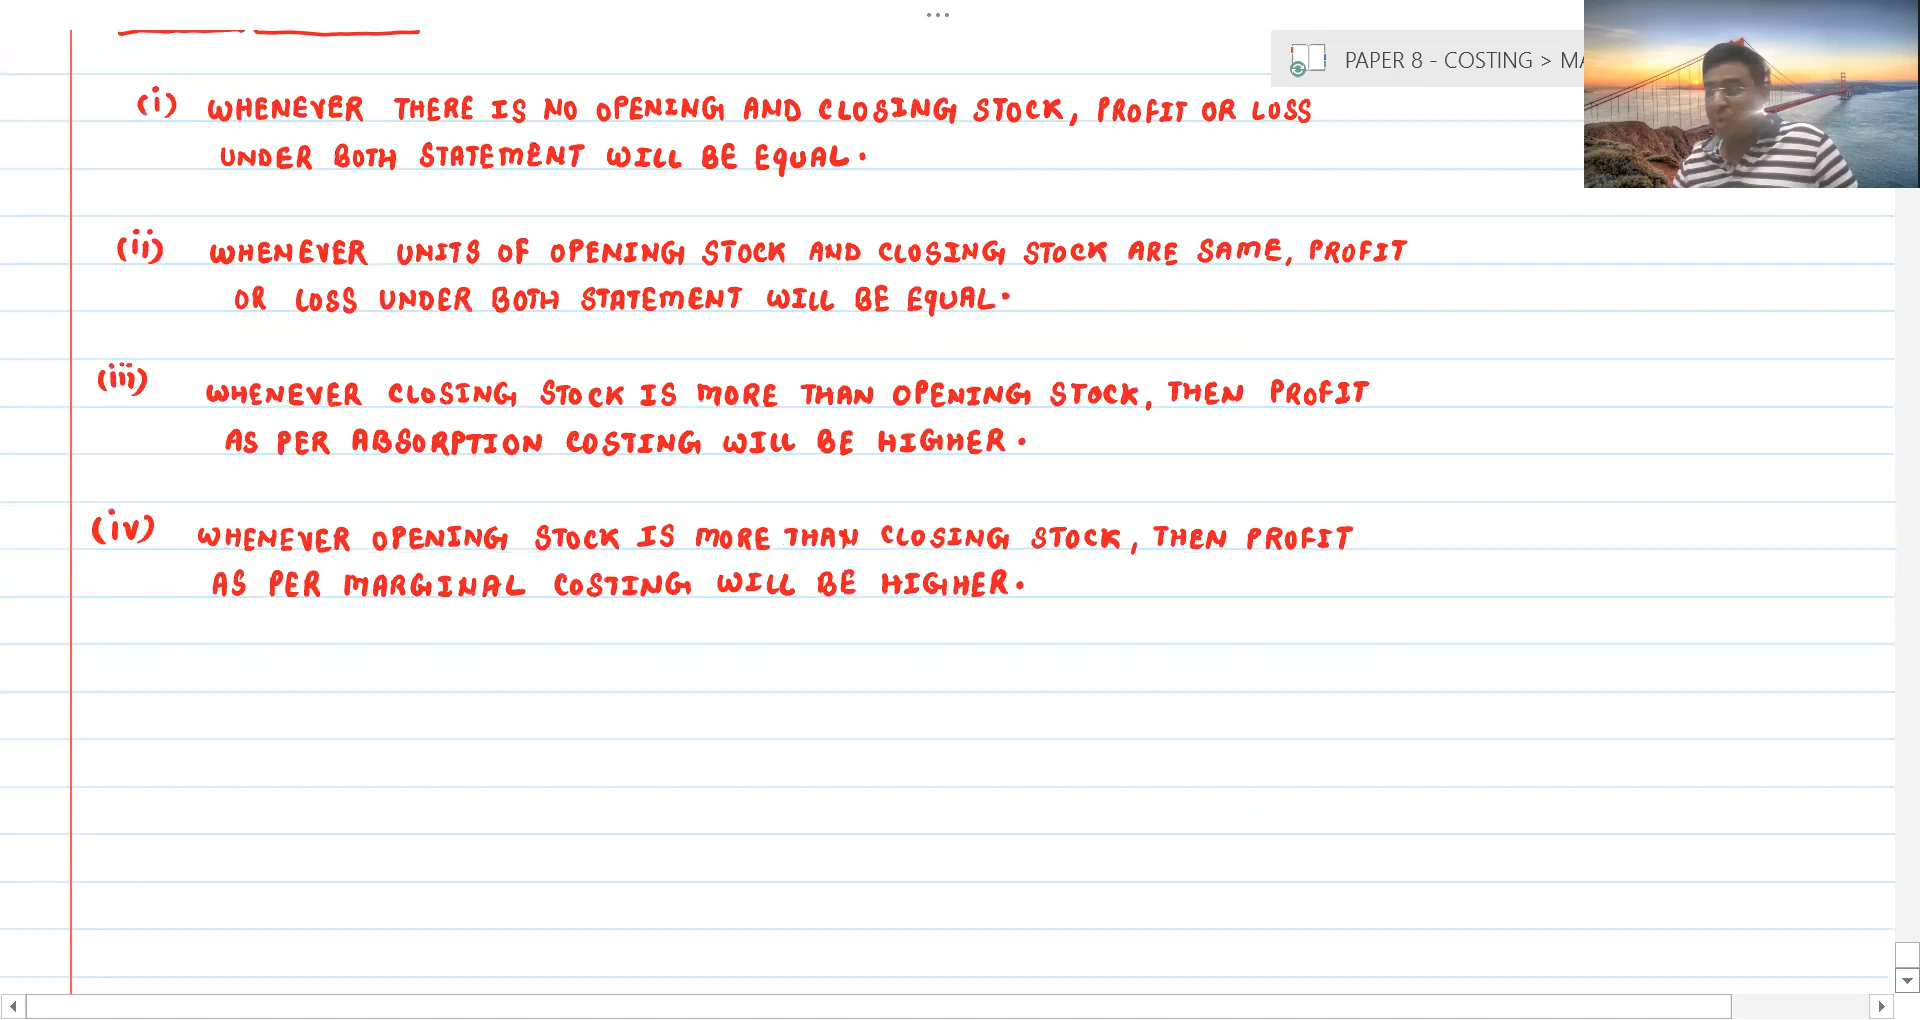 ...
PAPER 8 - COSTING > MA
(i) WHENEVER THERE IS NO OPENING AND CLOSING STOCK, PROFIT OR LOSS
UNDER BOTH STATEMENT WILL BE EQUAL.
(ii) WHENEVER UNITS OF OPENING STOCK AND CLOSING STOCK ARE SAME, PROFIT
OR LOSS UNDER BOTH STATEMENT WILL BE EQUAL.
(iii) WHENEVER CLOSING STOCK IS MORE THAN OPENING STOCK, THEN PROFIT
AS PER ABSORPTION COSTING WILL BE HIGHER.
(iv) WHENEVER OPENING STOCK IS MORE THAN CLOSING STOCK, THEN PROFIT
AS PER MARGINAL COSTING WILL BE HIGHER.